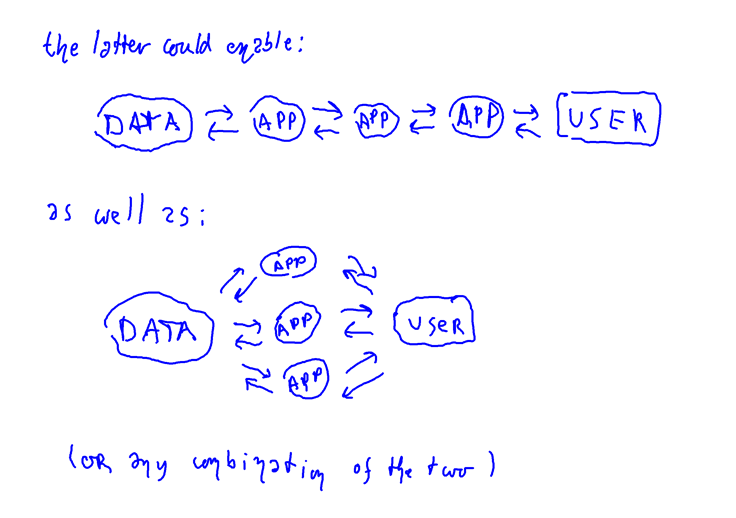 the latter could enable:
DATA APP APP APP USER
as well as:
APP
DATA APP USER
APP
(OR any combination of the two)